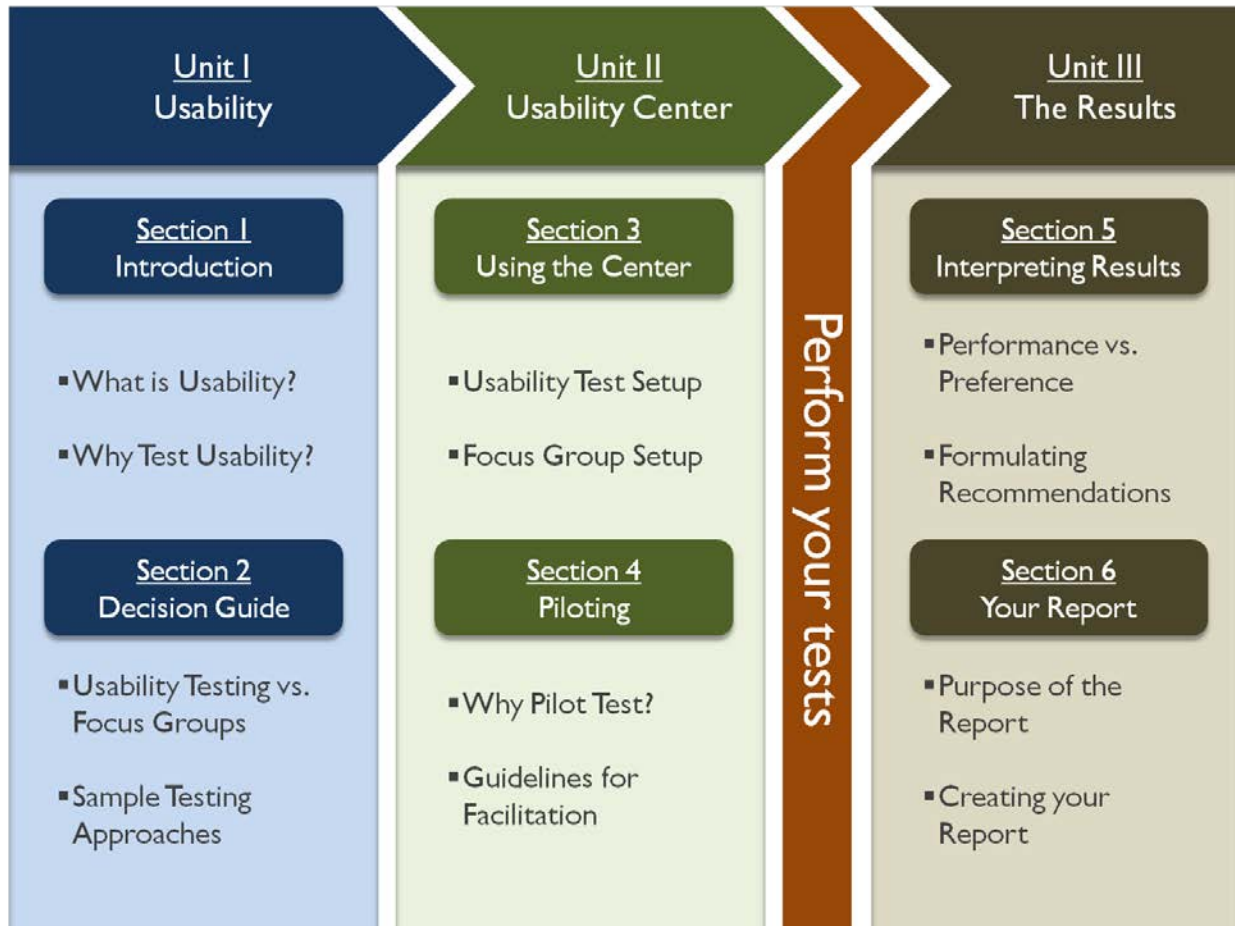 Unit I
Usability
Section 1
Introduction
▪What is Usability?
▪Why Test Usability?
Section 2
Decision Guide
▪Usability Testing vs.
Focus Groups
▪Sample Testing
Approaches
Unit II
Usability Center
Section 3
Using the Center
▪Usability Test Setup
▪Focus Group Setup
Section 4
Piloting
▪Why Pilot Test?
▪Guidelines for
Facilitation
Perform your tests
Unit III
The Results
Section 5
Interpreting Results
▪Performance vs.
Preference
▪Formulating
Recommendations
Section 6
Your Report
▪Purpose of the
Report
▪Creating your
Report